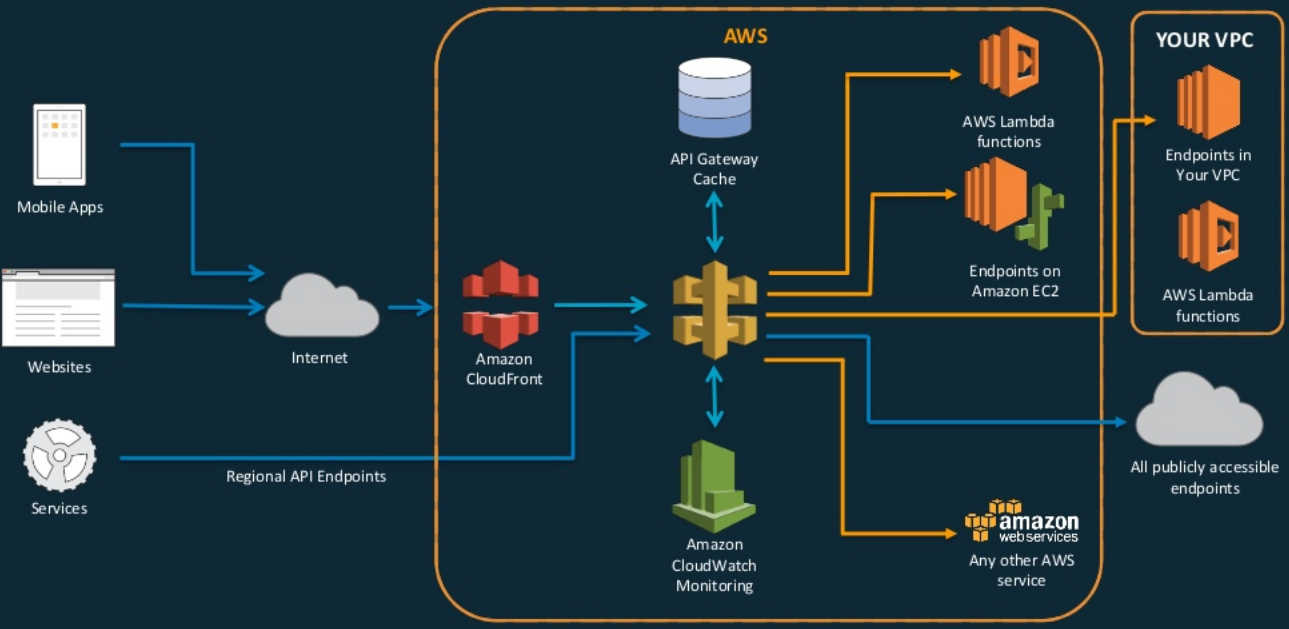 AWS
YOUR VPC
API Gateway
Cache
AWS Lambda
functions
Endpoints in
Your VPC
Mobile Apps
Endpoints on
Amazon EC2
AWS Lambda
functions
Internet
Websites
Amazon
CloudFront
Regional API Endpoints
Services
All publicly accessible
endpoints
amazon
webservices
Amazon
CloudWatch
Monitoring
Any other AWS
service